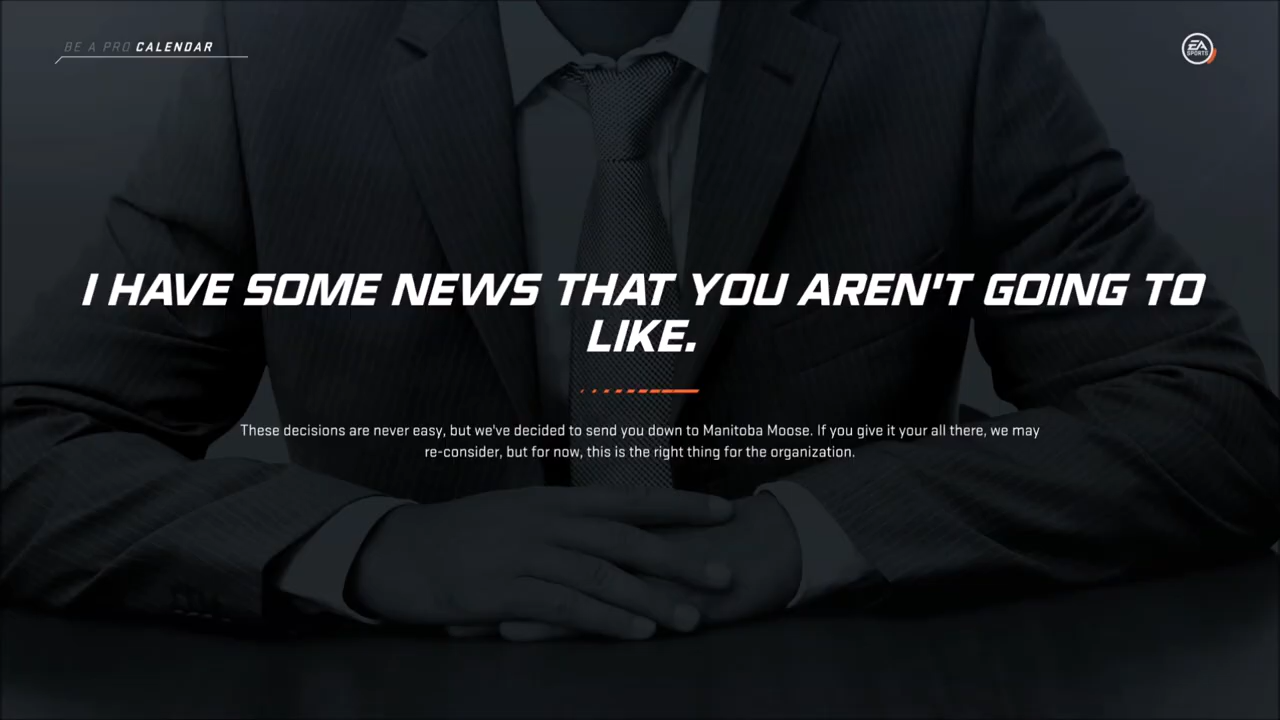 BE A PRO CALENDAR
EA
SPORTS
I HAVE SOME NEWS THAT YOU AREN'T GOING TO
LIKE.
These decisions are never easy, but we've decided to send you down to Manitoba Moose. If you give it your all there, we may
re-consider, but for now, this is the right thing for the organization.